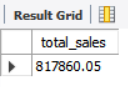 Result Grid
total_sales
817860.05